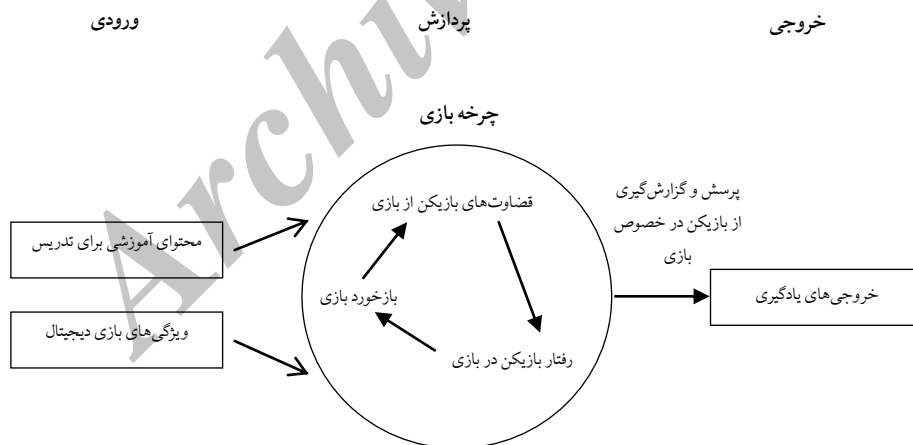 ورودی
پردازش
خروجی
چرخه بازی
محتوای آموزشی برای تدریس
ویژگی‌های بازی دیجیتال
قضاوت‌های بازیکن از بازی
بازخورد بازی
رفتار بازیکن در بازی
پرسش و گزارش‌گیری
از بازیکن در خصوص
بازی
خروجی‌های یادگیری